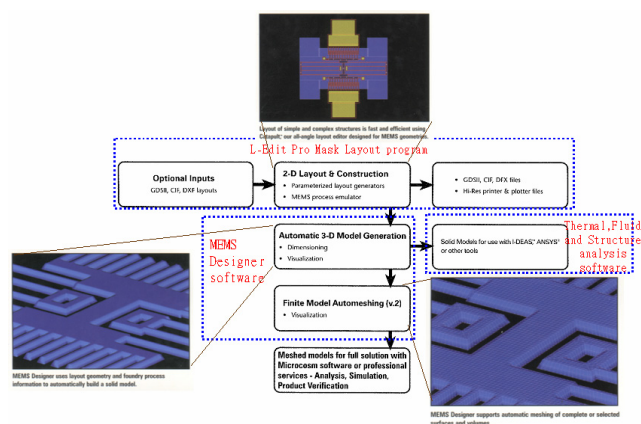 Layout of simple and complex structures is fast and efficient using
Catapult, our all-angle layout editor designed for MEMS geometries.
L-Edit Pro Mask Layout program
Optional Inputs
GDSII, CIF, DXF layouts
2-D Layout & Construction
• Parameterized layout generators
• MEMS process emulator
• GDSII, CIF, DFX files
• Hi-Res printer & plotter files
MEMS
Designer
software
Automatic 3-D Model Generation
• Dimensioning
• Visualization
Solid Models for use with I-DEAS,™ ANSYS®
or other tools
Thermal,Fluid
and Structure
analysis
software
Finite Model Automeshing (v.2)
• Visualization
MEMS Designer uses layout geometry and foundry process
information to automatically build a solid model.
Meshed models for full solution with
Microcosm software or professional
services - Analysis, Simulation,
Product Verification
MEMS Designer supports automatic meshing of complete or selected
surfaces and volumes.